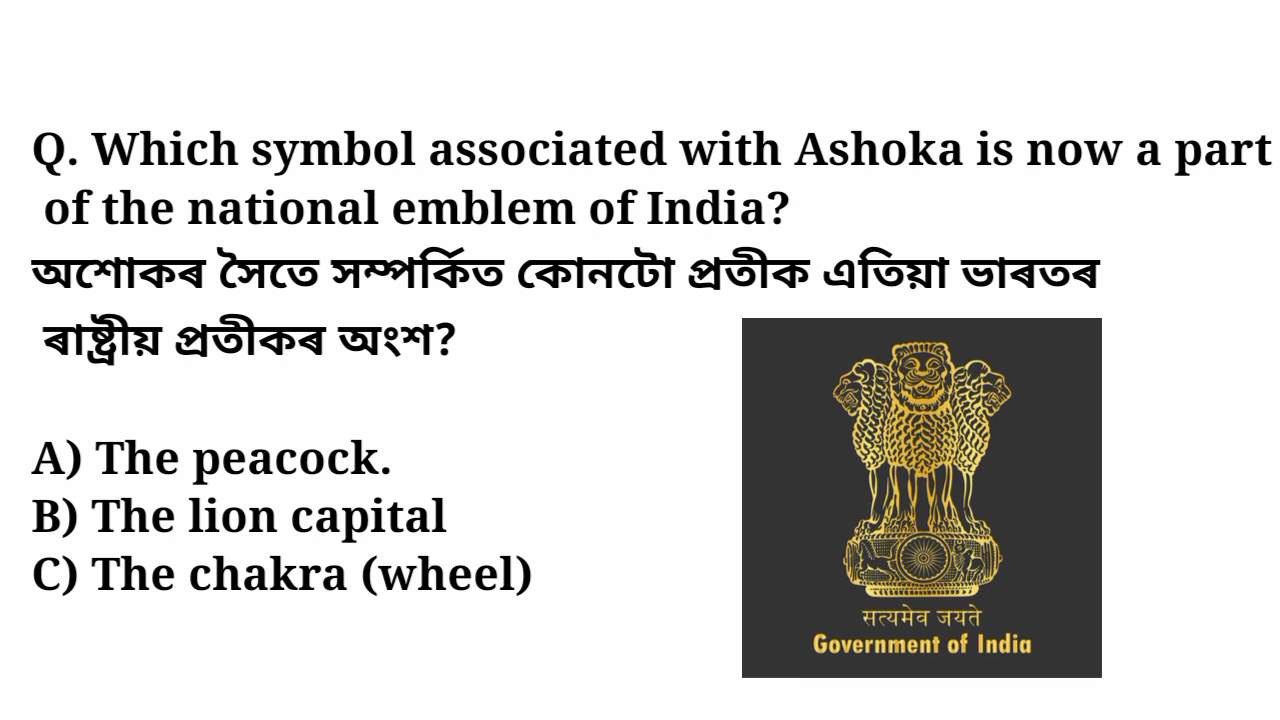 Q. Which symbol associated with Ashoka is now a part
of the national emblem of India?
অশোকৰ সৈতে সম্পৰ্কিত কোনটো প্ৰতীক এতিয়া ভাৰতৰ
ৰাষ্ট্ৰীয় প্ৰতীকৰ অংশ?
A) The peacock.
B) The lion capital
C) The chakra (wheel)
सत्यमेव जयते
Government of India